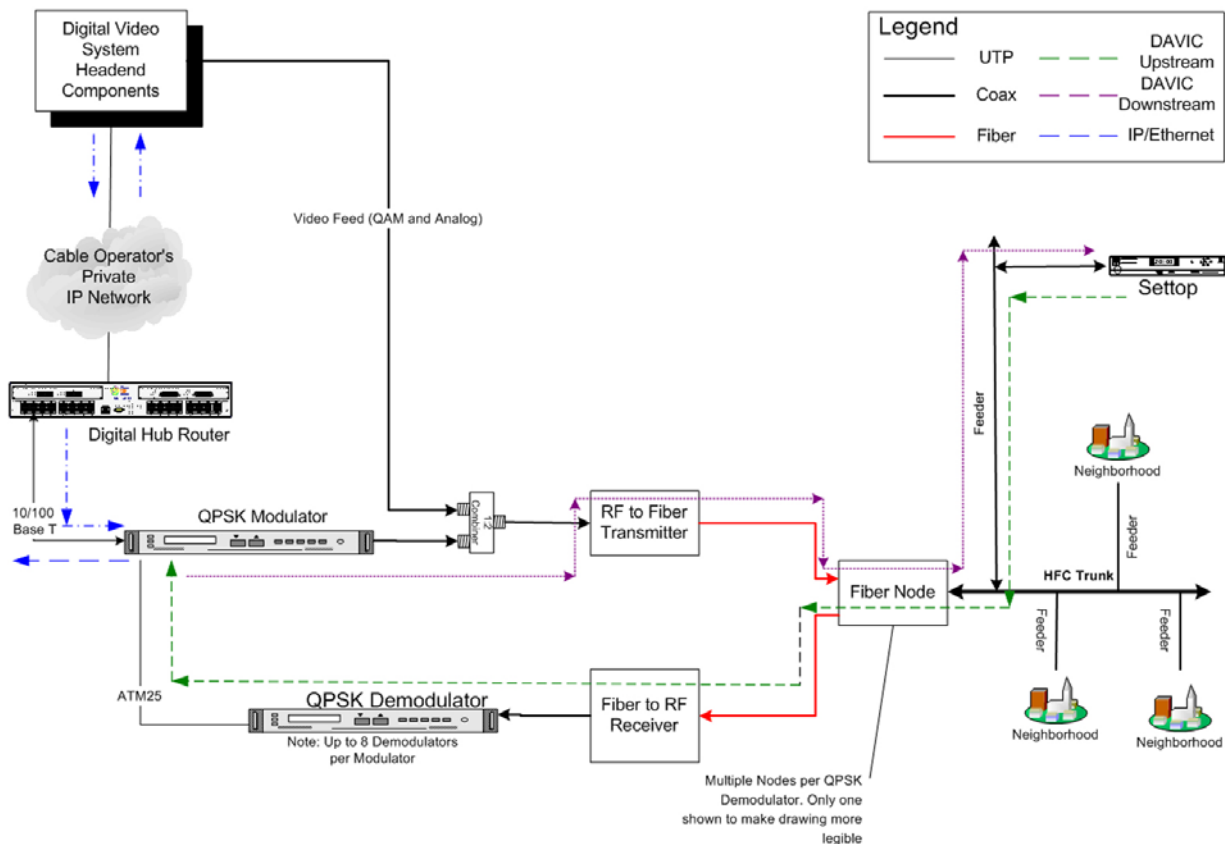 Digital Video
System
Headend
Components
Legend
UTP
Coax
Fiber
DAVIC
Upstream
DAVIC
Downstream
IP/Ethernet
Video Feed (QAM and Analog)
Cable Operator's
Private
IP Network
Settop
Digital Hub Router
Feeder
Neighborhood
10/100
Base T
QPSK Modulator
12
Combiner
RF to Fiber
Transmitter
Feeder
Fiber Node
HFC Trunk
Feeder
Feeder
ATM25
QPSK Demodulator
Note: Up to 8 Demodulators
per Modulator
Fiber to RF
Receiver
Neighborhood
Neighborhood
Multiple Nodes per QPSK
Demodulator. Only one
shown to make drawing more
legible